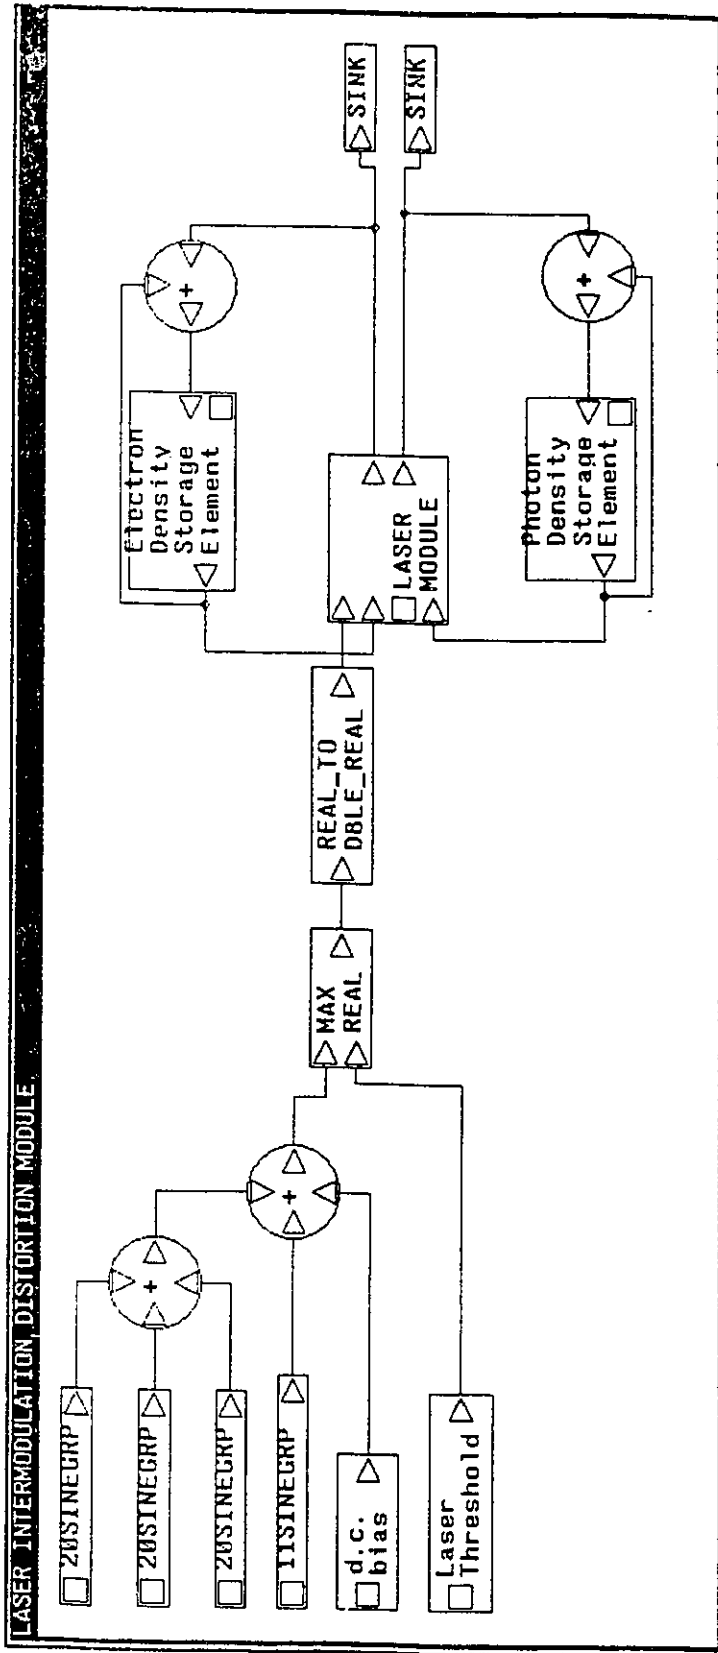 LASER INTERMODULATION DISTORTION MODULE
20SINEGRP
20SINEGRP
20SINEGRP
11SINEGRP
d.c.
bias
Laser
Threshold
+
+
MAX
REAL
REAL_TO
DBLE_REAL
LASER
MODULE
Electron
Density
Storage
Element
+
Photon
Density
Storage
Element
+
SINK
SINK